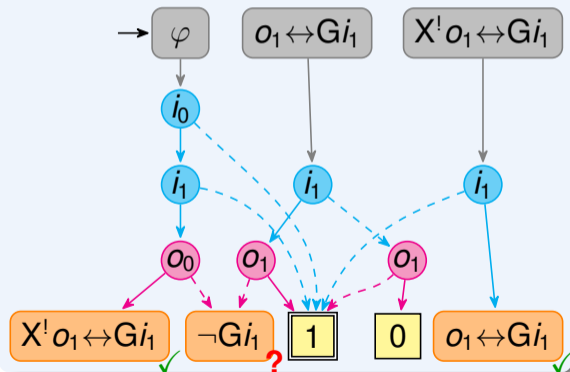 φ o₁↔Gi₁ X!o₁↔Gi₁
i₀
i₁ i₁ i₁
o₀ o₁ o₁
X!o₁↔Gi₁ ¬Gi₁ 1 0 o₁↔Gi₁
?